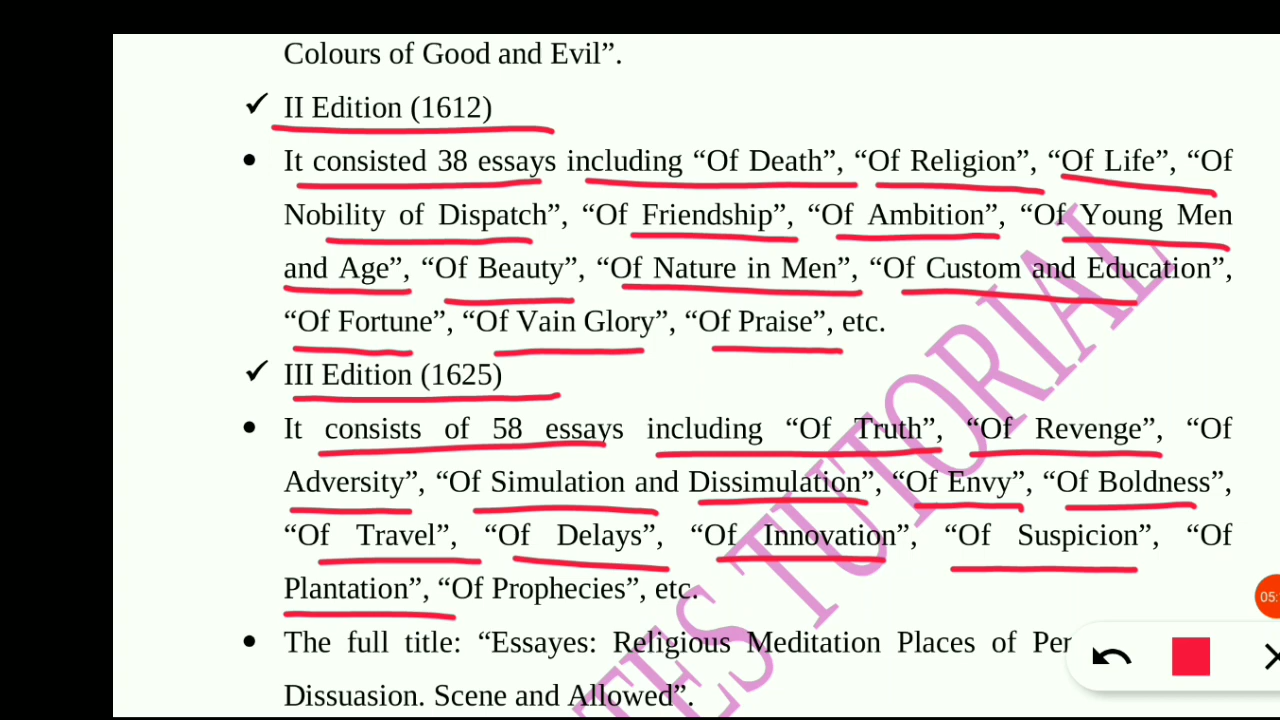 Colours of Good and Evil”.
✓ II Edition (1612)
• It consisted 38 essays including “Of Death”, “Of Religion”, “Of Life”, “Of
Nobility of Dispatch”, “Of Friendship”, “Of Ambition”, “Of Young Men
and Age”, “Of Beauty”, “Of Nature in Men”, “Of Custom and Education”,
“Of Fortune”, “Of Vain Glory”, “Of Praise”, etc.
✓ III Edition (1625)
• It consists of 58 essays including “Of Truth”, “Of Revenge”, “Of
Adversity”, “Of Simulation and Dissimulation”, “Of Envy”, “Of Boldness”,
“Of Travel”, “Of Delays”, “Of Innovation”, “Of Suspicion”, “Of
Plantation”, “Of Prophecies”, etc.
• The full title: “Essayes: Religious Meditation Places of
Dissuasion. Scene and Allowed”.
TUTORIAL